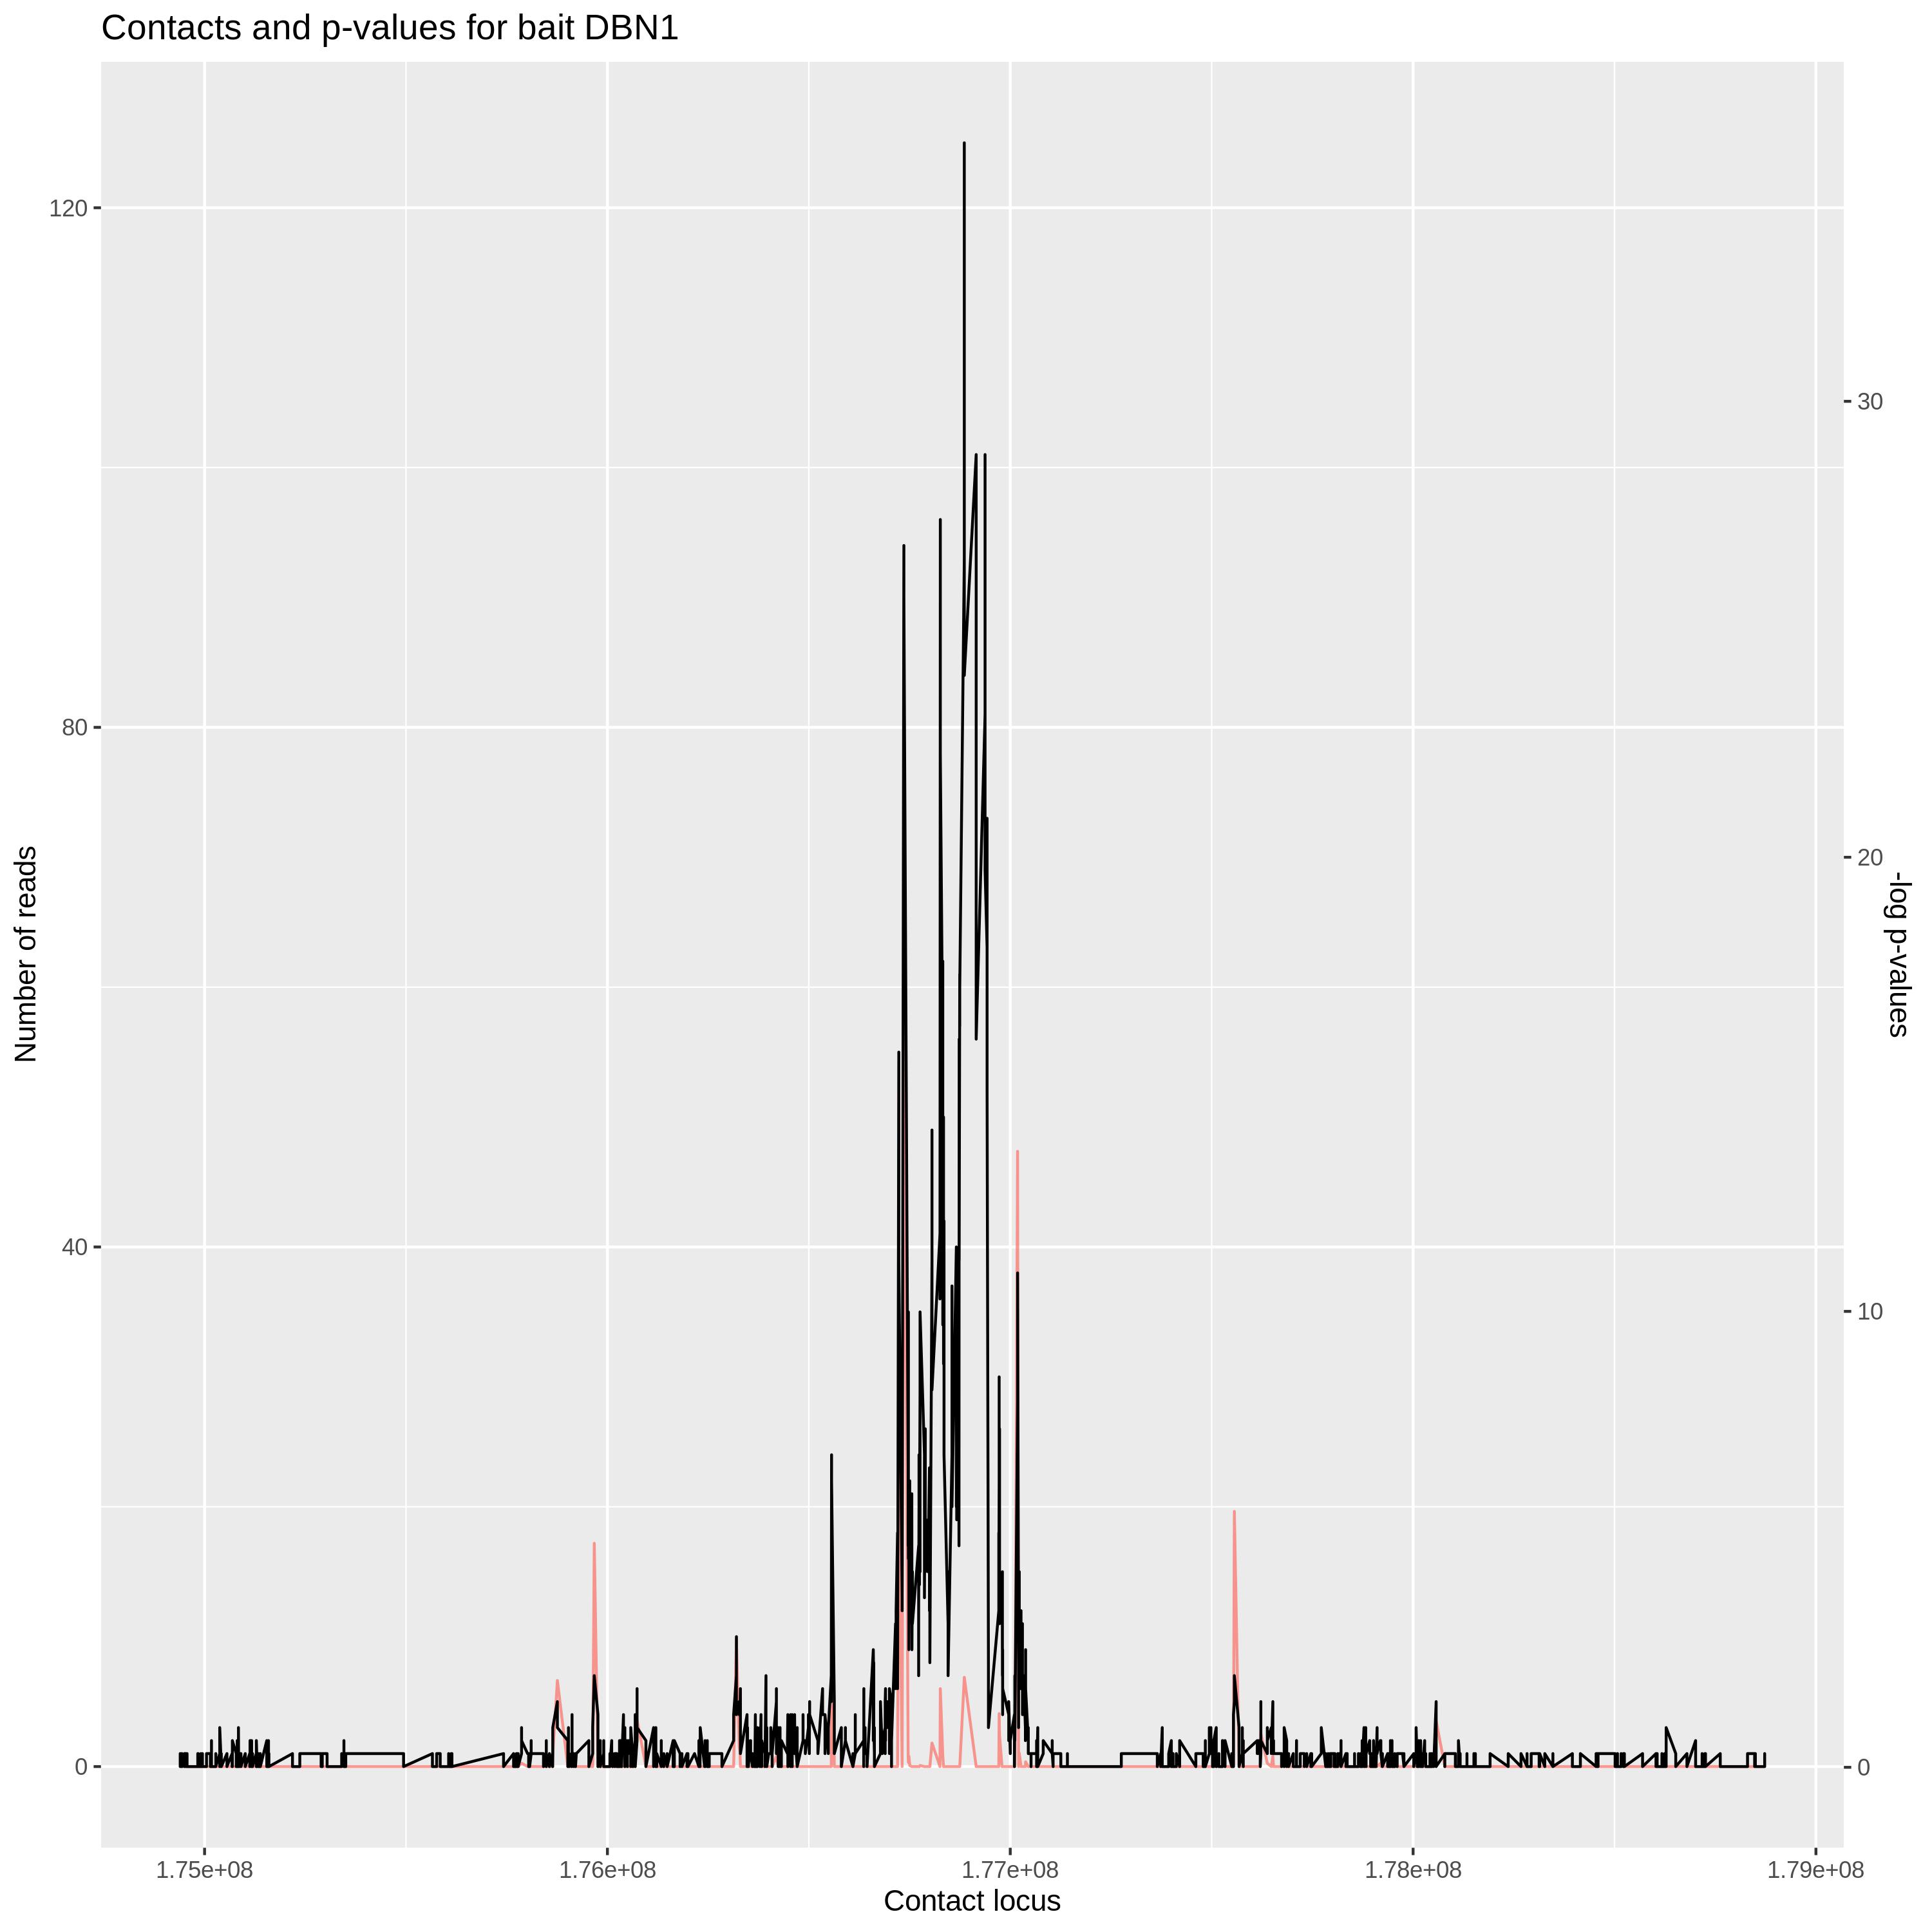 Contacts and p-values for bait DBN1
120
80
40
0
Number of reads
30
20
10
0
-log p-values
1.75e+08
1.76e+08
1.77e+08
1.78e+08
1.79e+08
Contact locus